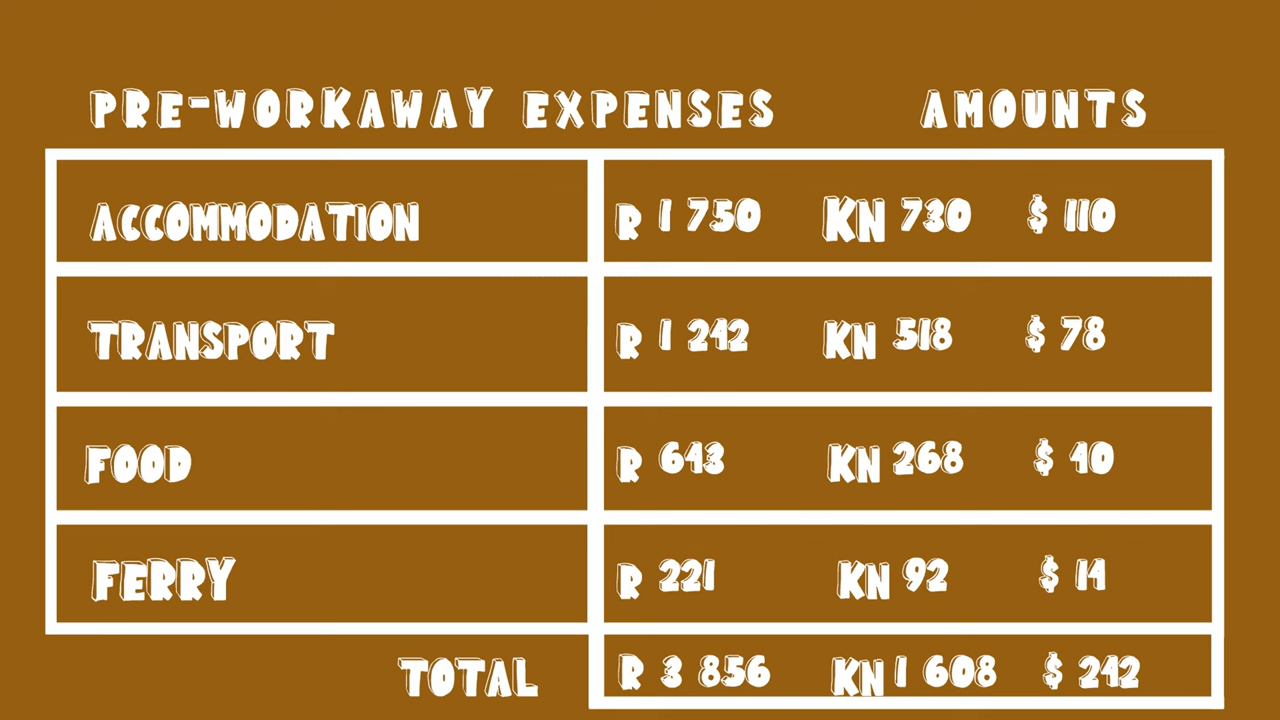 PRE-WORKAWAY EXPENSES AMOUNTS
ACCOMMODATION R 1 750 KN 730 $ 110
TRANSPORT R 1 242 KN 518 $ 78
FOOD R 643 KN 268 $ 40
FERRY R 221 KN 92 $ 14
TOTAL R 3 856 KN 1 608 $ 242